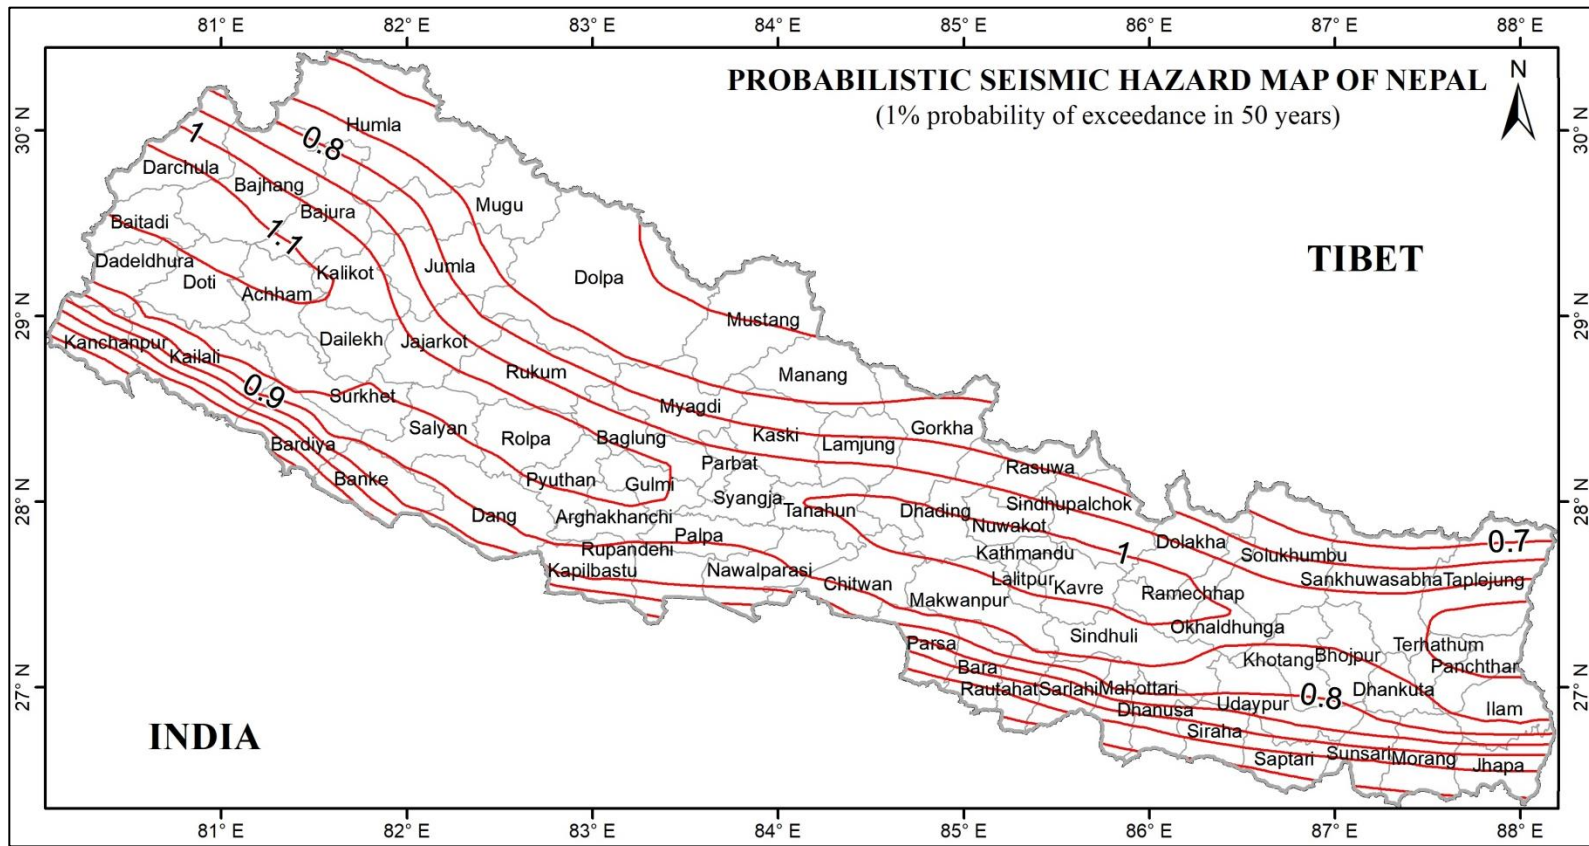 81° E 82° E 83° E 84° E 85° E 86° E 87° E 88° E
PROBABILISTIC SEISMIC HAZARD MAP OF NEPAL
(1% probability of exceedance in 50 years)
N
30° N
29° N
28° N
27° N
30° N
29° N
28° N
27° N
TIBET
INDIA
1
0.8
1.1
0.9
1
0.7
0.8
Humla
Darchula
Bajhang
Bajura
Mugu
Baitadi
Dadeldhura
Doti
Achham
Kalikot
Jumla
Dolpa
Mustang
Kanchanpur
Kailali
Dailekh
Jajarkot
Rukum
Manang
Surkhet
Myagdi
Salyan
Rolpa
Baglung
Kaski
Lamjung
Gorkha
Bardiya
Banke
Pyuthan
Gulmi
Parbat
Syangja
Tanahun
Dhading
Rasuwa
Sindhupalchok
Nuwakot
Dang
Arghakhanchi
Palpa
Rupandehi
Kapilbastu
Nawalparasi
Chitwan
Kathmandu
Lalitpur
Kavre
Dolakha
Solukhumbu
Sankhuwasabha
Taplejung
Makwanpur
Ramechhap
Okhaldhunga
Sindhuli
Parsa
Bara
Rautahat
Sarlahi
Mahottari
Dhanusa
Khotang
Bhojpur
Terhathum
Panchthar
Dhankuta
Ilam
Udaypur
Siraha
Saptari
Sunsari
Morang
Jhapa
81° E 82° E 83° E 84° E 85° E 86° E 87° E 88° E